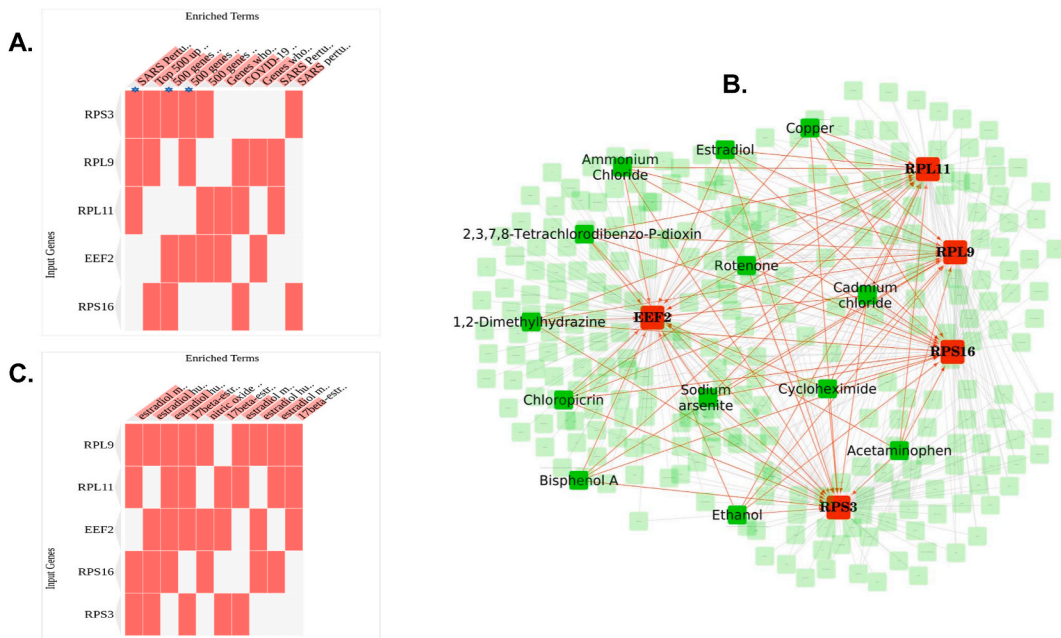 A.
Enriched Terms
SARS Pertu..
Top 500 up ..
500 genes ..
500 genes ..
500 genes ..
Genes who..
COVID-19 ..
Genes who..
SARS Pertu..
SARS pertu..
RPS3
RPL9
RPL11
EEF2
RPS16
Input Genes
B.
Copper
Estradiol
Ammonium
Chloride
RPL11
2,3,7,8-Tetrachlorodibenzo-P-dioxin
RPL9
Rotenone
Cadmium
chloride
EEF2
1,2-Dimethylhydrazine
RPS16
Chloropicrin
Sodium
arsenite
Cycloheximide
Acetaminophen
Bisphenol A
Ethanol
RPS3
C.
Enriched Terms
estradiol m..
estradiol hu..
estradiol hu..
17beta-estr..
nitric oxide ..
17beta-estr..
estradiol m..
estradiol hu..
estradiol m..
17beta-estr..
RPL9
RPL11
EEF2
RPS16
RPS3
Input Genes